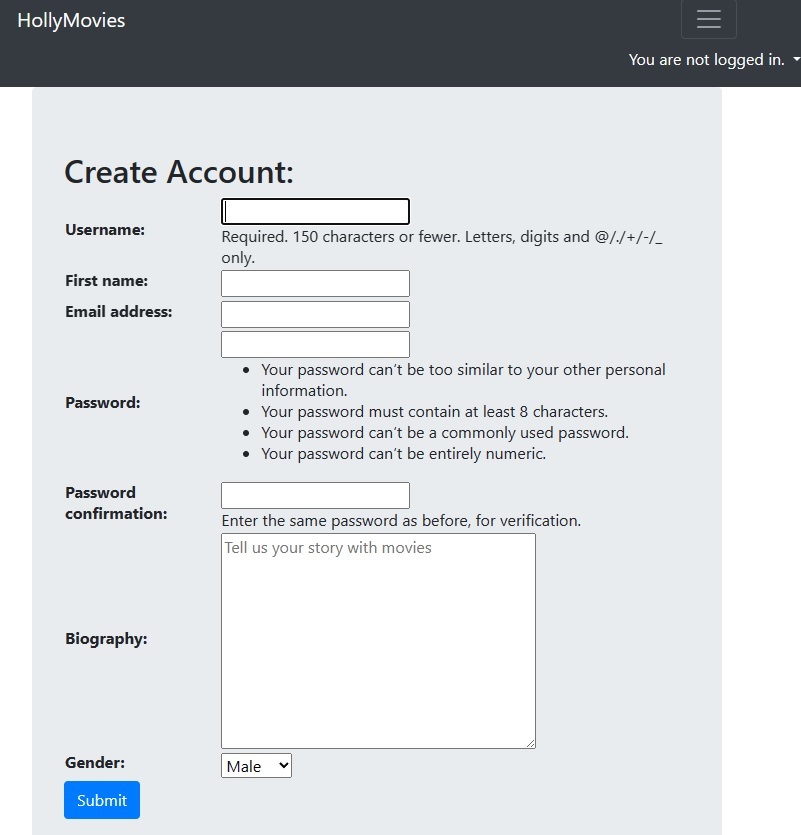 HollyMovies
You are not logged in.
Create Account:
Username:
Required. 150 characters or fewer. Letters, digits and @/./+/-/_
only.
First name:
Email address:
Password:
Your password can't be too similar to your other personal
information.
Your password must contain at least 8 characters.
Your password can't be a commonly used password.
Your password can't be entirely numeric.
Password
confirmation:
Enter the same password as before, for verification.
Biography:
Tell us your story with movies
Gender:
Male
Submit